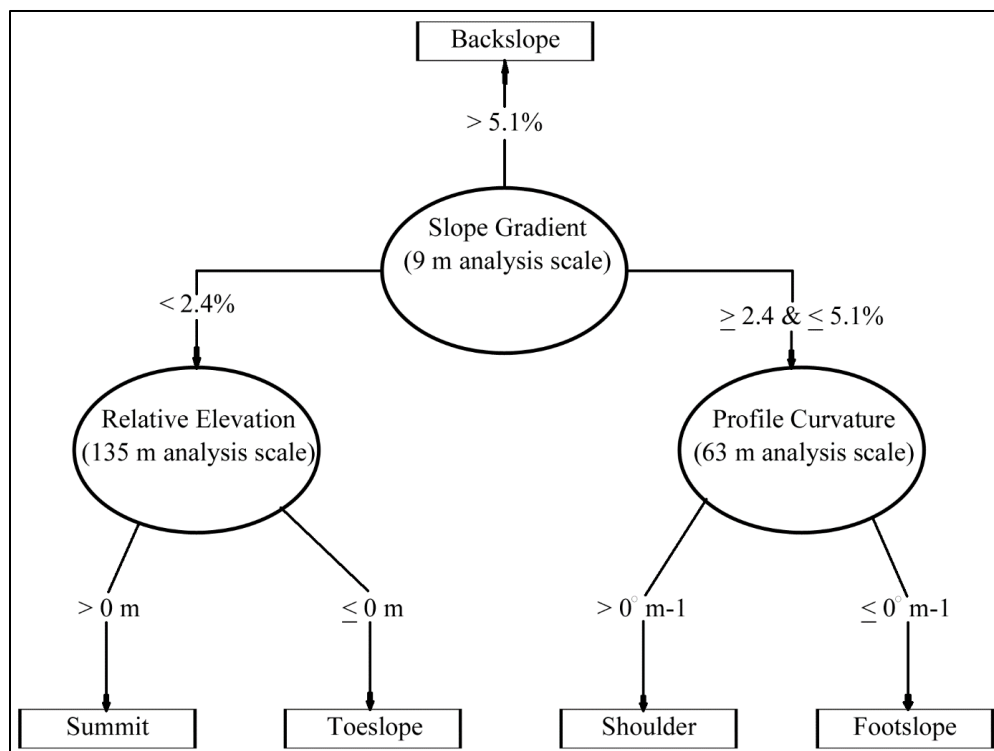 Backslope
> 5.1%
Slope Gradient
(9 m analysis scale)
< 2.4%
≥ 2.4 & ≤ 5.1%
Relative Elevation
(135 m analysis scale)
Profile Curvature
(63 m analysis scale)
> 0 m
≤ 0 m
> 0° m-1
≤ 0° m-1
Summit
Toeslope
Shoulder
Footslope